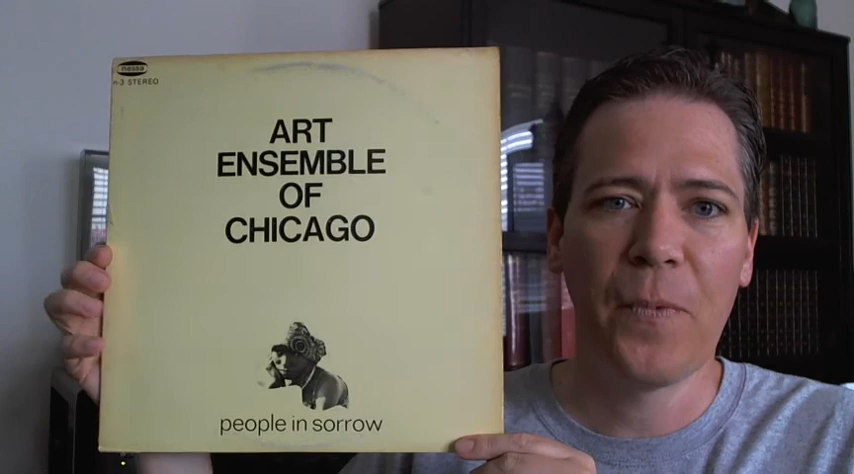 nessa
n-3 STEREO
ART
ENSEMBLE
OF
CHICAGO
people in sorrow